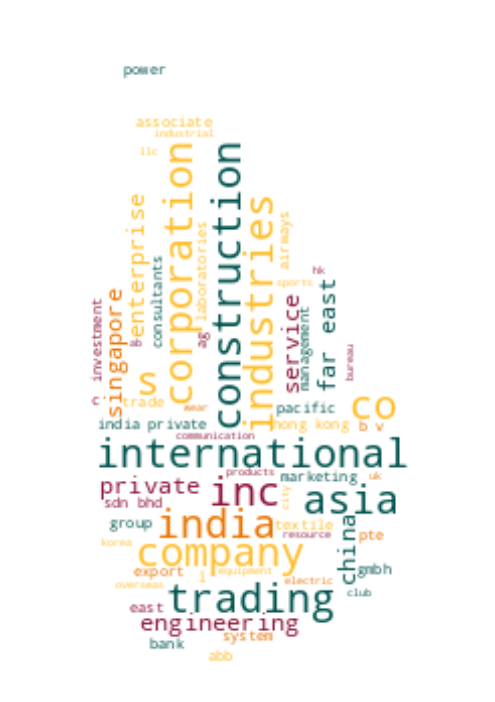 power
associate
industrial
llc
corporation
construction
industries
enterprise
consultants
laboratories
airways
hk
sports
investment
singapore
ab
ag
service
management
far east
bureau
s
n
trade
wear
pacific
co
india private
hong kong
b v
communication
international
products
marketing
uk
private
inc
city
asia
sdn bhd
group
india
textile
resource
pte
china
korea
company
export
l
equipment
gmbh
overseas
electric
trading
club
east
engineering
system
bank
abb